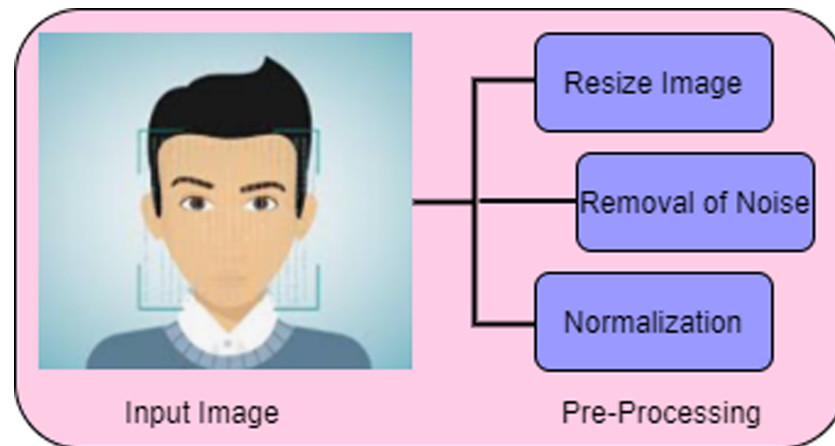 Resize Image
Removal of Noise
Normalization
Input Image
Pre-Processing